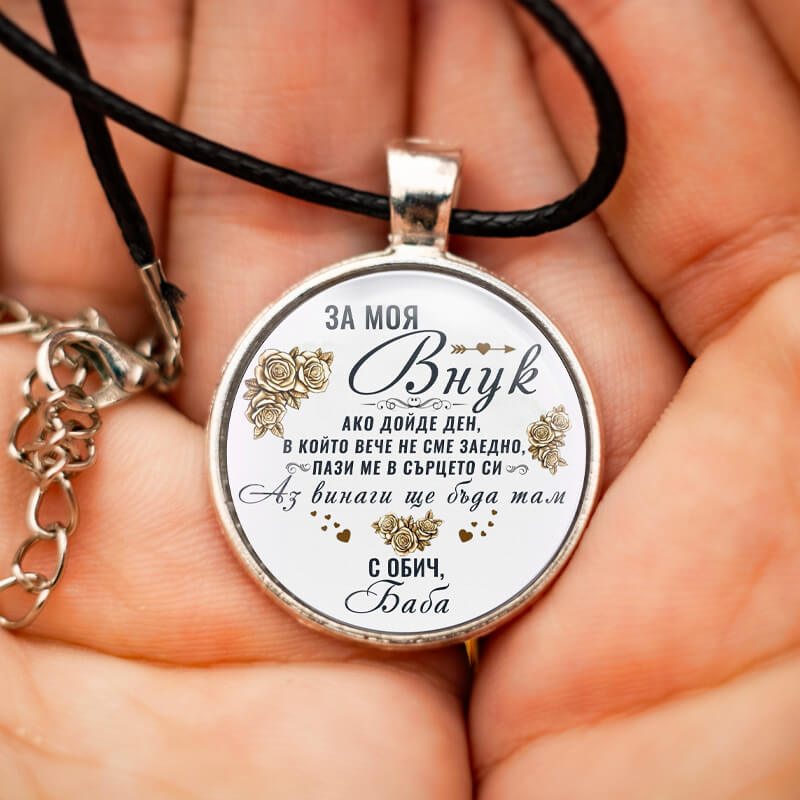 ЗА МОЯ
Внук
АКО ДОЙДЕ ДЕН,
В КОЙТО ВЕЧЕ НЕ СМЕ ЗАЕДНО,
ПАЗИ МЕ В СЪРЦЕТО СИ
Аз винаги ще бъда там
С ОБИЧ,
Баба